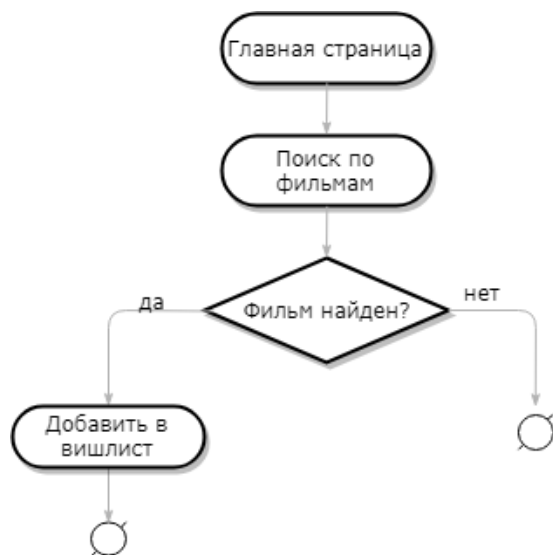 Главная страница
Поиск по
фильмам
Фильм найден?
да
нет
Добавить в
вишлист